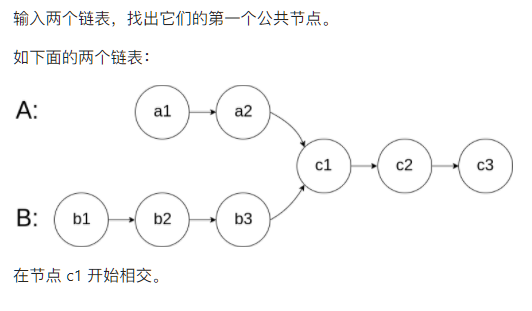 输入两个链表，找出它们的第一个公共节点。
如下面的两个链表：
A: a1 a2
c1 c2 c3
B: b1 b2 b3
在节点 c1 开始相交。